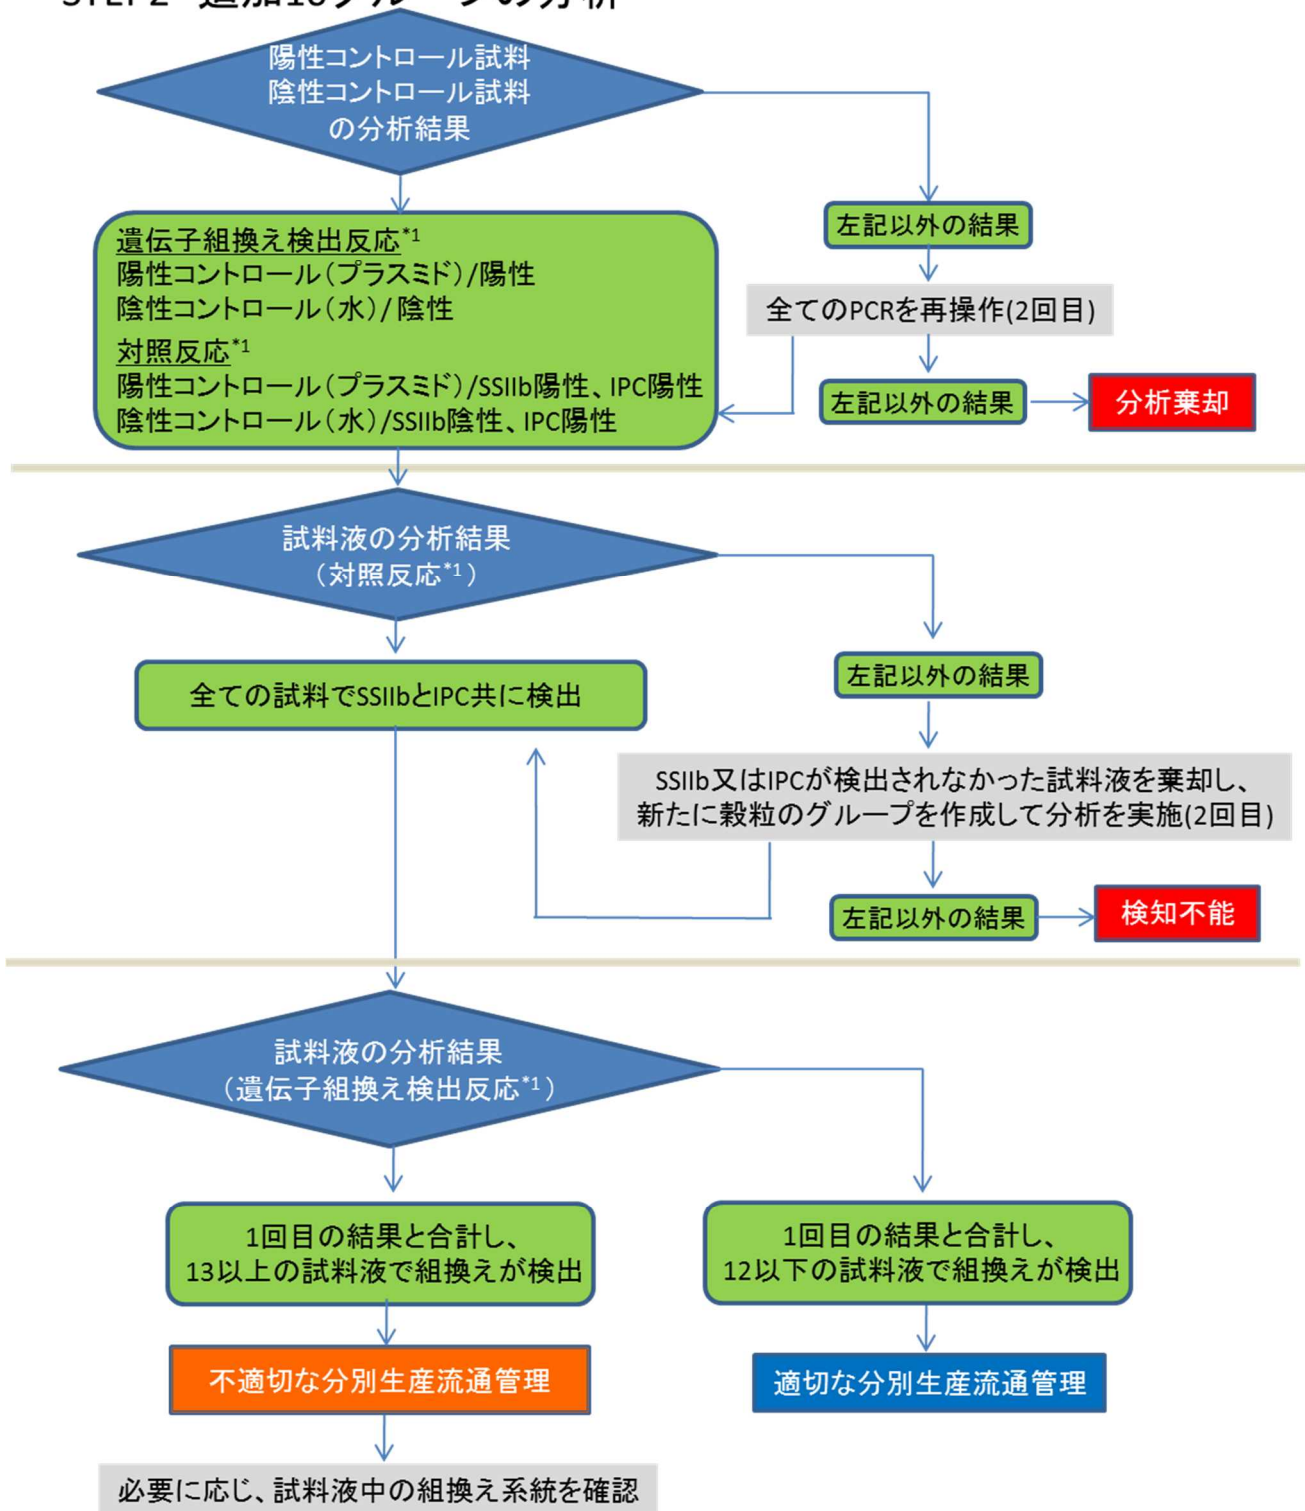 陽性コントロール試料
陰性コントロール試料
の分析結果
遺伝子組換え検出反応*1
陽性コントロール（プラスミド）/陽性
陰性コントロール（水）/ 陰性
対照反応*1
陽性コントロール（プラスミド）/SSIIb陽性、IPC陽性
陰性コントロール（水）/SSIIb陰性、IPC陽性
左記以外の結果
全てのPCRを再操作(2回目)
左記以外の結果
分析棄却
試料液の分析結果
（対照反応*1）
全ての試料でSSIIbとIPC共に検出
左記以外の結果
SSIIb又はIPCが検出されなかった試料液を棄却し、
新たに穀粒のグループを作成して分析を実施(2回目)
左記以外の結果
検知不能
試料液の分析結果
（遺伝子組換え検出反応*1）
1回目の結果と合計し、
13以上の試料液で組換えが検出
1回目の結果と合計し、
12以下の試料液で組換えが検出
不適切な分別生産流通管理
適切な分別生産流通管理
必要に応じ、試料液中の組換え系統を確認